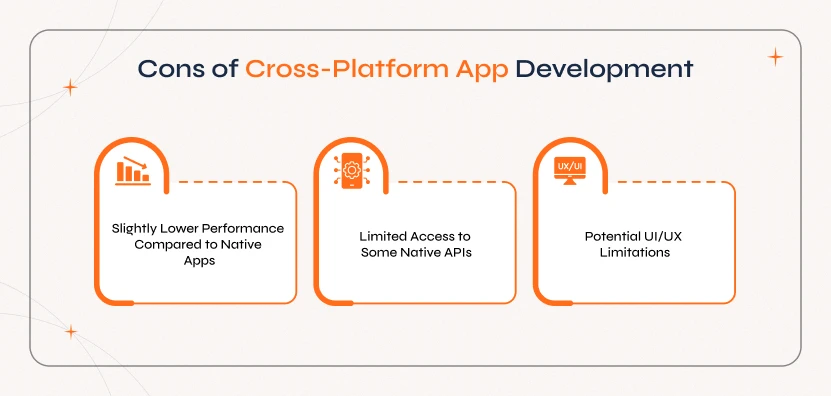 Cons of Cross-Platform App Development
Slightly Lower Performance
Compared to Native
Apps
Limited Access to
Some Native APIs
UX/UI
Potential UI/UX
Limitations